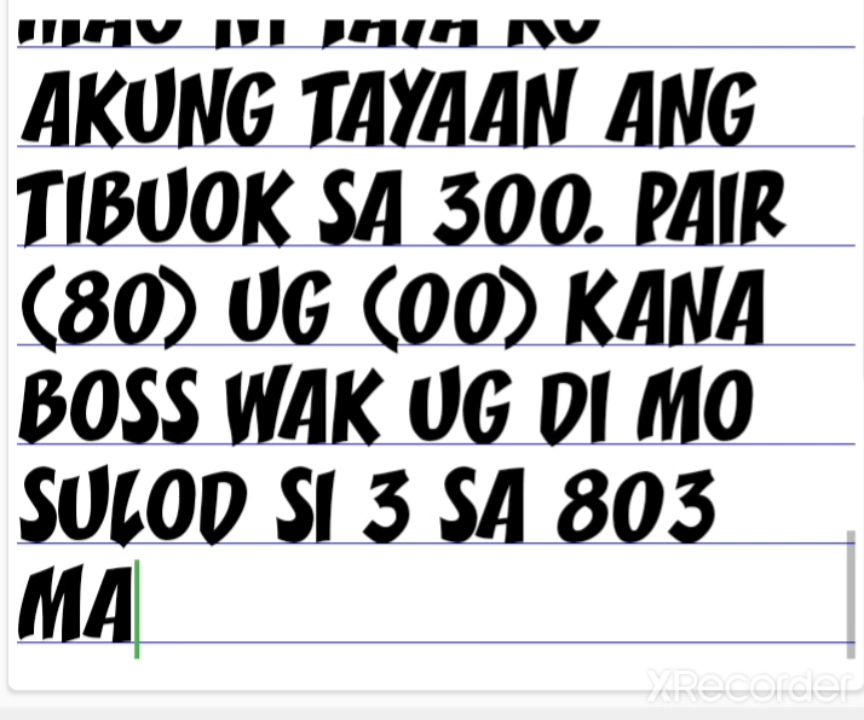 AKUNG TAYAAN ANG
TIBUOK SA 300. PAIR
(80) UG (00) KANA
BOSS WAK UG DI MO
SULOD SI 3 SA 803
MA
XRecorder